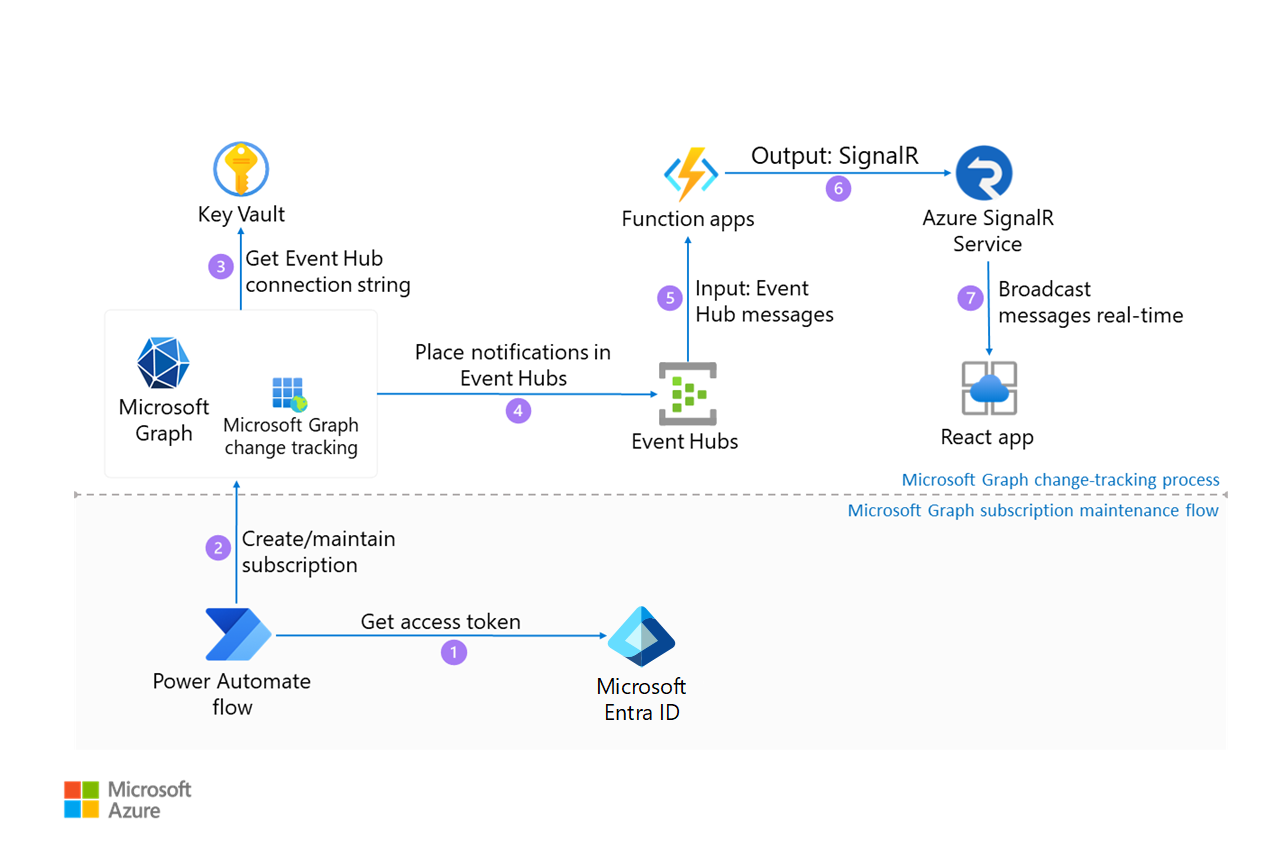 Output: SignalR
6
Key Vault
Function apps
Azure SignalR
Service
3
Get Event Hub
connection string
5
Input: Event
Hub messages
7
Broadcast
messages real-time
Microsoft
Graph
Microsoft Graph
change tracking
Place notifications in
Event Hubs
4
Event Hubs
React app
Microsoft Graph change-tracking process
Microsoft Graph subscription maintenance flow
2
Create/maintain
subscription
Get access token
1
Power Automate
flow
Microsoft
Entra ID
Microsoft
Azure